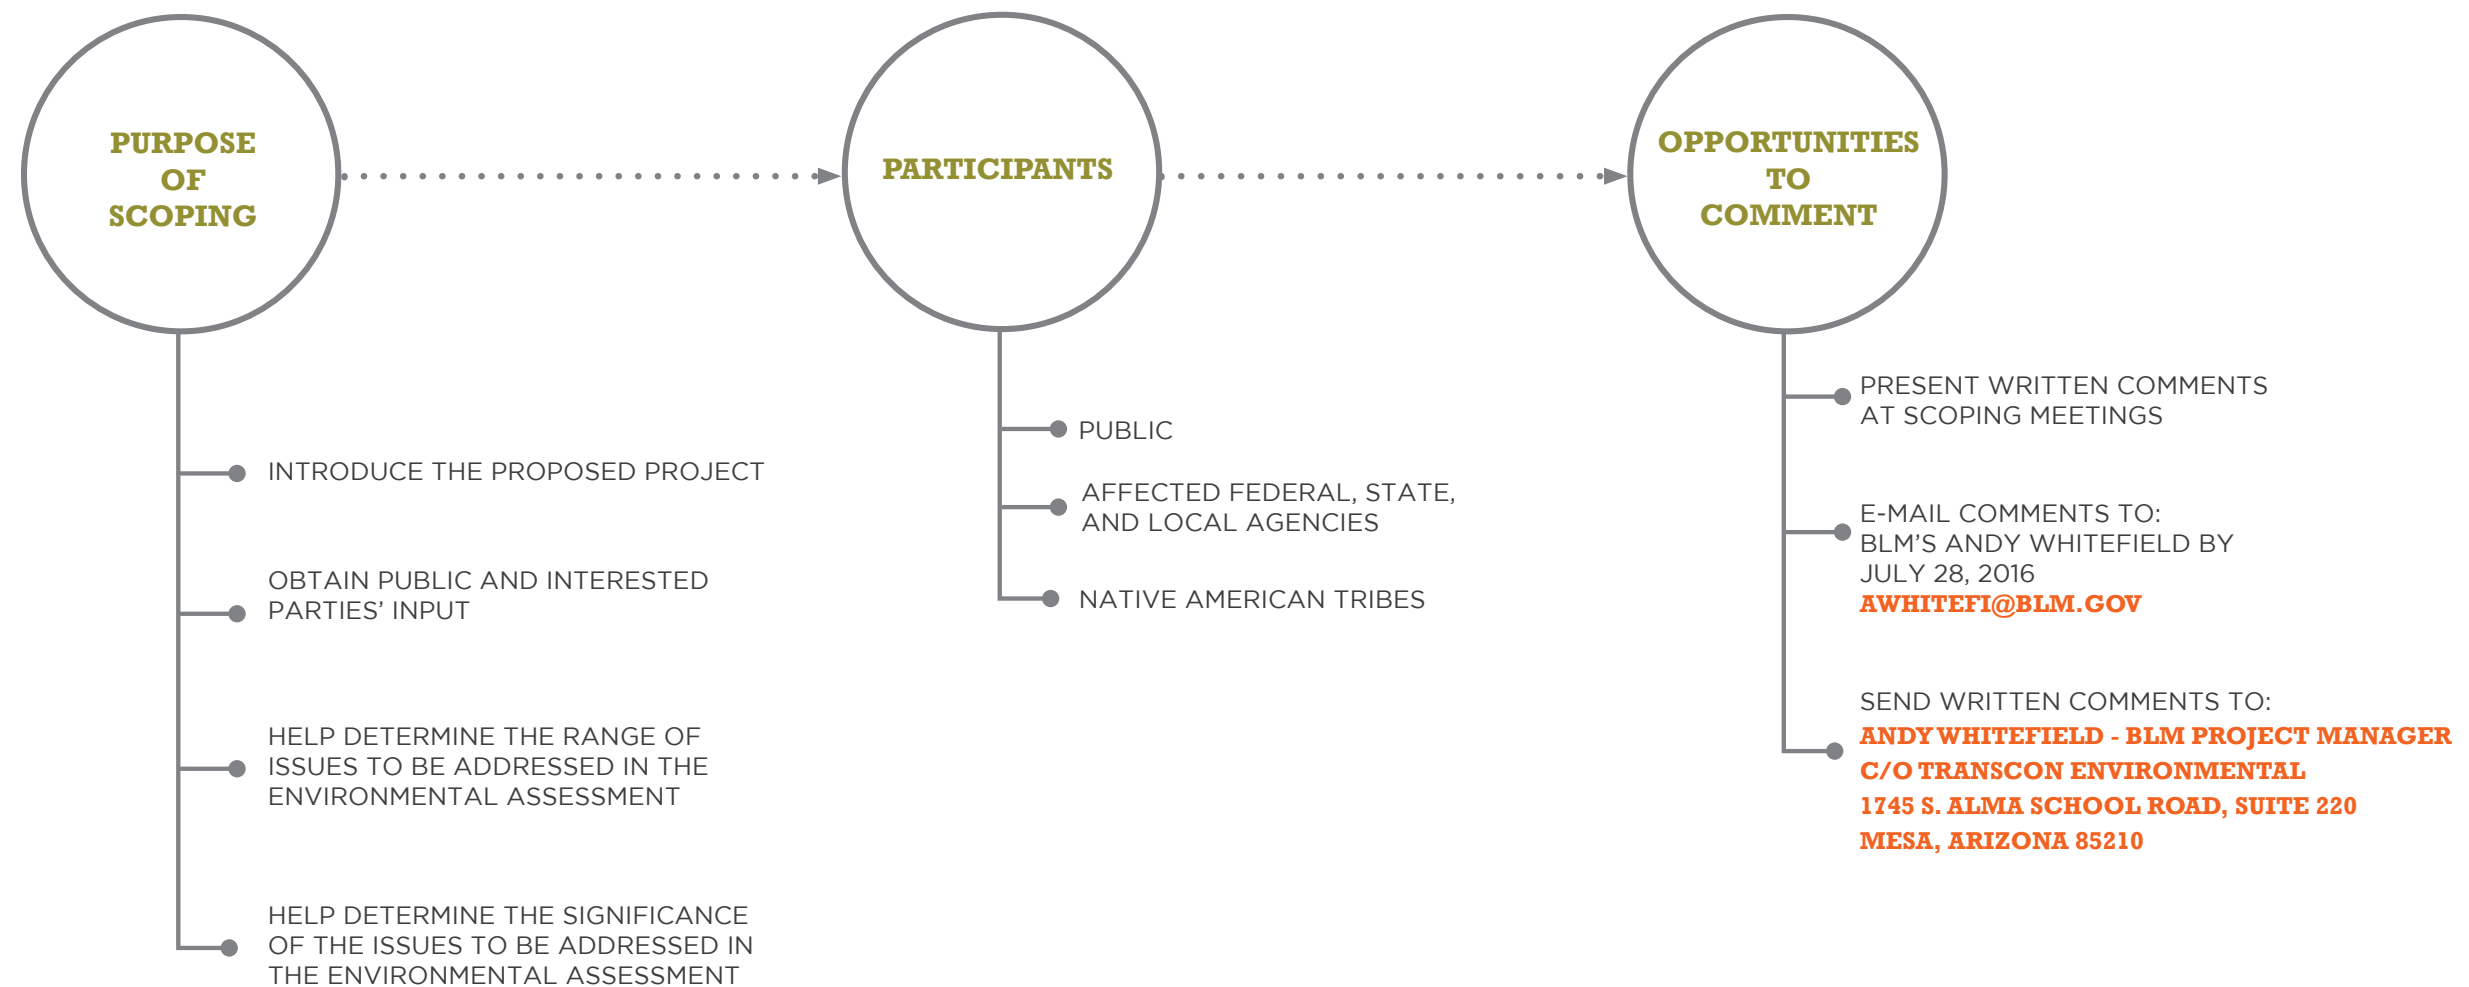 PURPOSE
OF
SCOPING
INTRODUCE THE PROPOSED PROJECT
OBTAIN PUBLIC AND INTERESTED
PARTIES’ INPUT
HELP DETERMINE THE RANGE OF
ISSUES TO BE ADDRESSED IN THE
ENVIRONMENTAL ASSESSMENT
HELP DETERMINE THE SIGNIFICANCE
OF THE ISSUES TO BE ADDRESSED IN
THE ENVIRONMENTAL ASSESSMENT
PARTICIPANTS
PUBLIC
AFFECTED FEDERAL, STATE,
AND LOCAL AGENCIES
NATIVE AMERICAN TRIBES
OPPORTUNITIES
TO
COMMENT
PRESENT WRITTEN COMMENTS
AT SCOPING MEETINGS
E-MAIL COMMENTS TO:
BLM’S ANDY WHITEFIELD BY
JULY 28, 2016
AWHITEFI@BLM.GOV
SEND WRITTEN COMMENTS TO:
ANDY WHITEFIELD - BLM PROJECT MANAGER
C/O TRANSCON ENVIRONMENTAL
1745 S. ALMA SCHOOL ROAD, SUITE 220
MESA, ARIZONA 85210